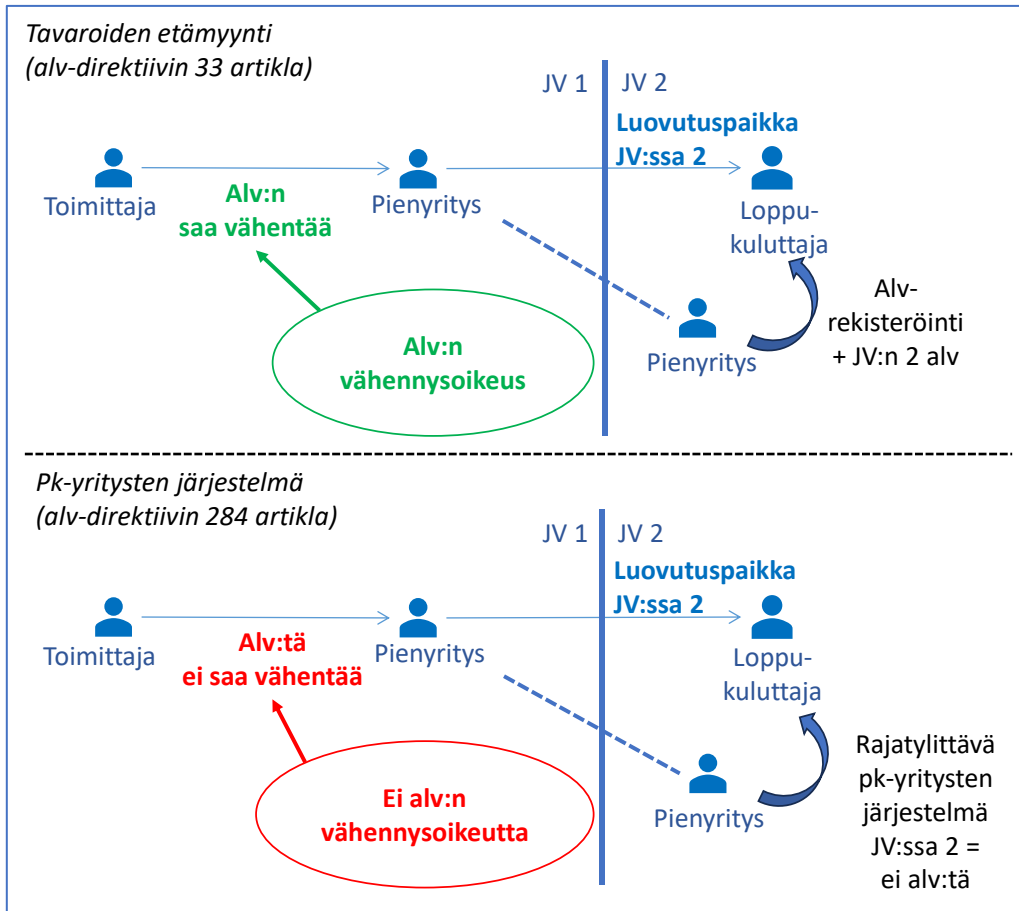 Tavaroiden etämyynti
(alv-direktiivin 33 artikla)
JV 1
JV 2
Luovutuspaikka
JV:ssa 2
Toimittaja
Alv:n
saa vähentää
Pienyritys
Loppu-
kuluttaja
Alv:n
vähennysoikeus
Pienyritys
Alv-
rekisteröinti
+ JV:n 2 alv
Pk-yritysten järjestelmä
(alv-direktiivin 284 artikla)
JV 1
JV 2
Luovutuspaikka
JV:ssa 2
Toimittaja
Alv:tä
ei saa vähentää
Pienyritys
Loppu-
kuluttaja
Ei alv:n
vähennysoikeutta
Pienyritys
Rajatylittävä
pk-yritysten
järjestelmä
JV:ssa 2 =
ei alv:tä